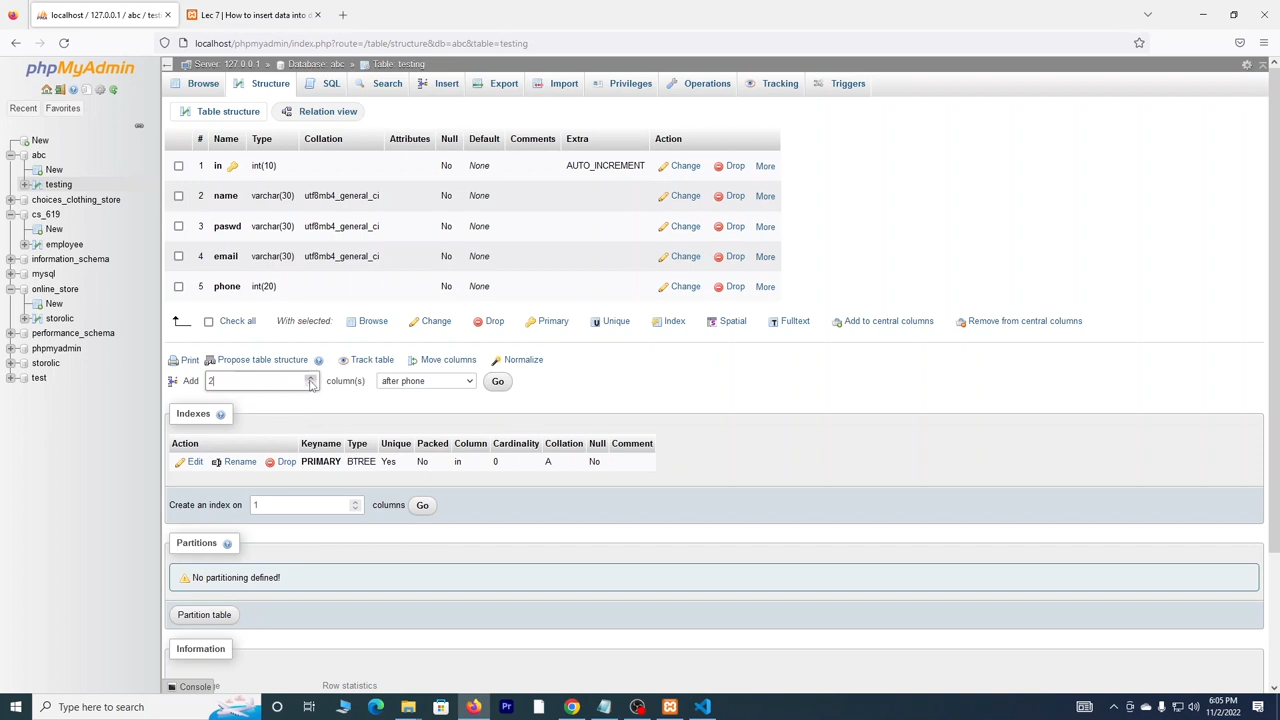 localhost / 127.0.0.1 / abc / test
Lec 7 | How to insert data into d
localhost/phpmyadmin/index.php?route=/table/structure&db=abc&table=testing
phpMyAdmin
Recent Favorites
New
abc
New
testing
choices_clothing_store
cs_619
New
employee
information_schema
mysql
online_store
New
storolic
performance_schema
phpmyadmin
storolic
test
Server: 127.0.0.1 » Database: abc » Table: testing
Browse Structure SQL Search Insert Export Import Privileges Operations Tracking Triggers
Table structure Relation view
# Name Type Collation Attributes Null Default Comments Extra Action
1 in int(10) No None AUTO_INCREMENT Change Drop More
2 name varchar(30) utf8mb4_general_ci No None Change Drop More
3 paswd varchar(30) utf8mb4_general_ci No None Change Drop More
4 email varchar(30) utf8mb4_general_ci No None Change Drop More
5 phone int(20) No None Change Drop More
Check all With selected: Browse Change Drop Primary Unique Index Spatial Fulltext Add to central columns Remove from central columns
Print Propose table structure Track table Move columns Normalize
Add 2 column(s) after phone Go
Indexes
Action Keyname Type Unique Packed Column Cardinality Collation Null Comment
Edit Rename Drop PRIMARY BTREE Yes No in 0 A No
Create an index on 1 columns Go
Partitions
No partitioning defined!
Partition table
Information
Console
Row statistics
Type here to search
6:05 PM
11/2/2022